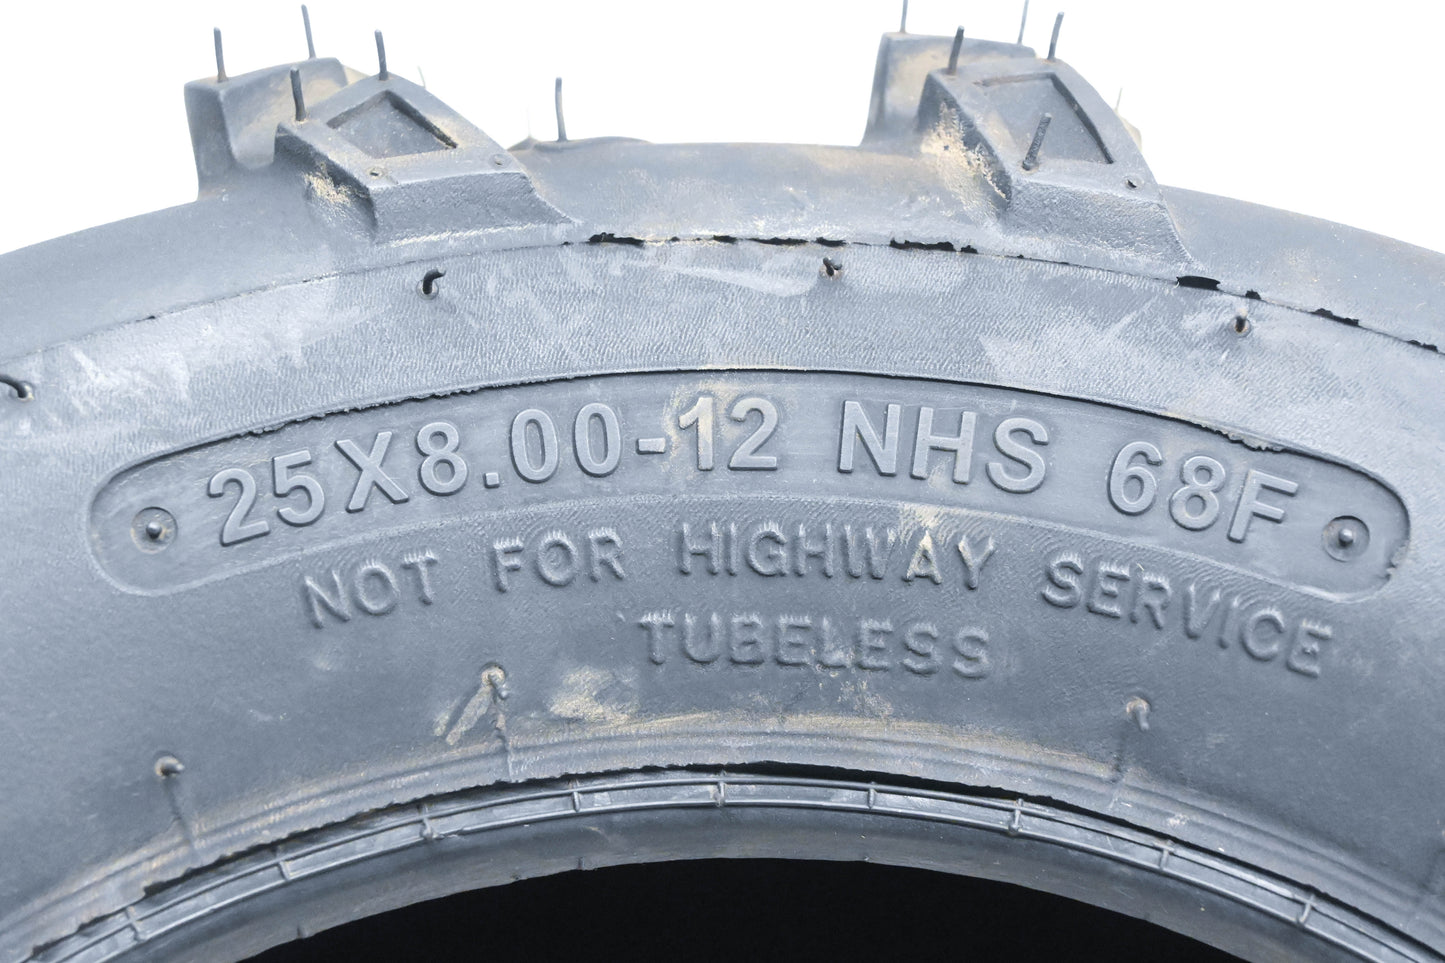 25X8.00-12 NHS 68F
NOT FOR HIGHWAY SERVICE
TUBELESS